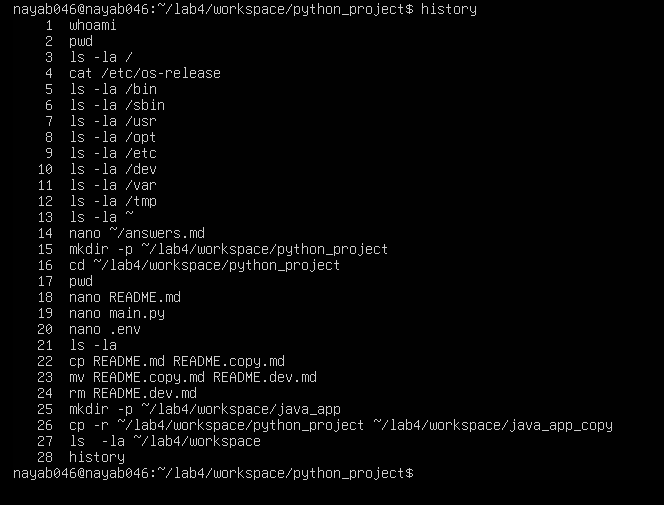 nayab046@nayab046:~/lab4/workspace/python_project$ history
1 whoami
2 pwd
3 ls -la /
4 cat /etc/os-release
5 ls -la /bin
6 ls -la /sbin
7 ls -la /usr
8 ls -la /opt
9 ls -la /etc
10 ls -la /dev
11 ls -la /var
12 ls -la /tmp
13 ls -la ~
14 nano ~/answers.md
15 mkdir -p ~/lab4/workspace/python_project
16 cd ~/lab4/workspace/python_project
17 pwd
18 nano README.md
19 nano main.py
20 nano .env
21 ls -la
22 cp README.md README.copy.md
23 mv README.copy.md README.dev.md
24 rm README.dev.md
25 mkdir -p ~/lab4/workspace/java_app
26 cp -r ~/lab4/workspace/python_project ~/lab4/workspace/java_app_copy
27 ls  -la ~/lab4/workspace
28 history
nayab046@nayab046:~/lab4/workspace/python_project$